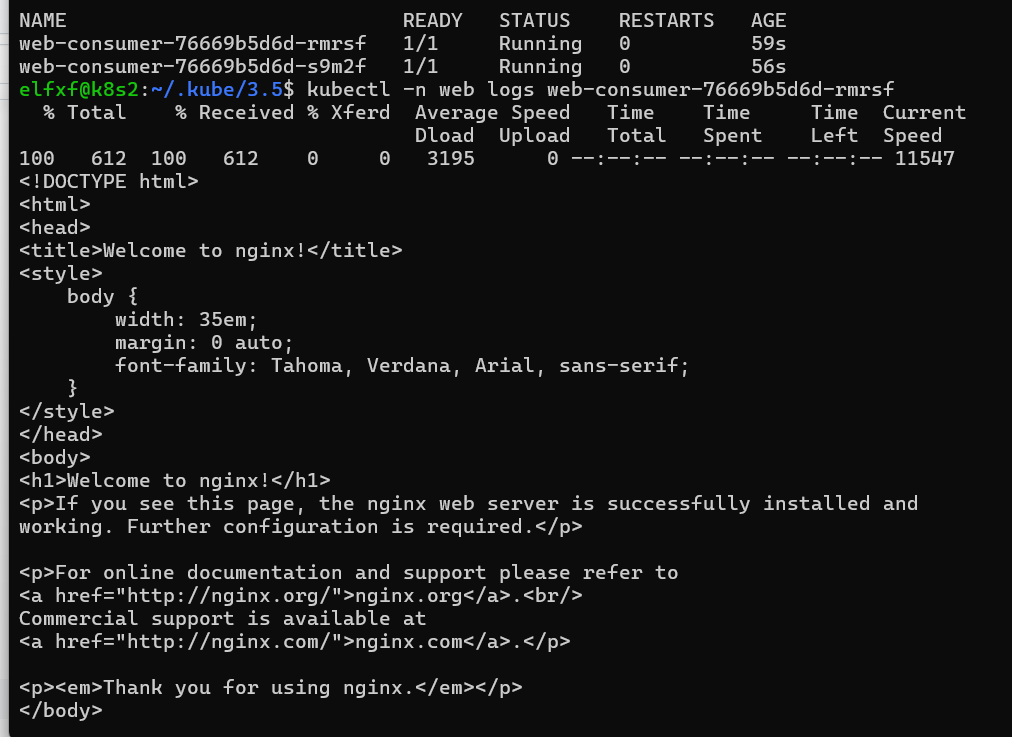 NAME                            READY   STATUS    RESTARTS   AGE
web-consumer-76669b5d6d-rmrsf   1/1     Running   0          59s
web-consumer-76669b5d6d-s9m2f   1/1     Running   0          56s
elfxf@k8s2:~/.kube/3.5$ kubectl -n web logs web-consumer-76669b5d6d-rmrsf
  % Total    % Received % Xferd  Average Speed   Time    Time     Time  Current
                                 Dload  Upload   Total   Spent    Left  Speed
100   612  100   612    0     0   3195      0 --:--:-- --:--:-- --:--:-- 11547
<!DOCTYPE html>
<html>
<head>
<title>Welcome to nginx!</title>
<style>
    body {
        width: 35em;
        margin: 0 auto;
        font-family: Tahoma, Verdana, Arial, sans-serif;
    }
</style>
</head>
<body>
<h1>Welcome to nginx!</h1>
<p>If you see this page, the nginx web server is successfully installed and
working. Further configuration is required.</p>

<p>For online documentation and support please refer to
<a href="http://nginx.org/">nginx.org</a>.<br/>
Commercial support is available at
<a href="http://nginx.com/">nginx.com</a>.</p>

<p><em>Thank you for using nginx.</em></p>
</body>